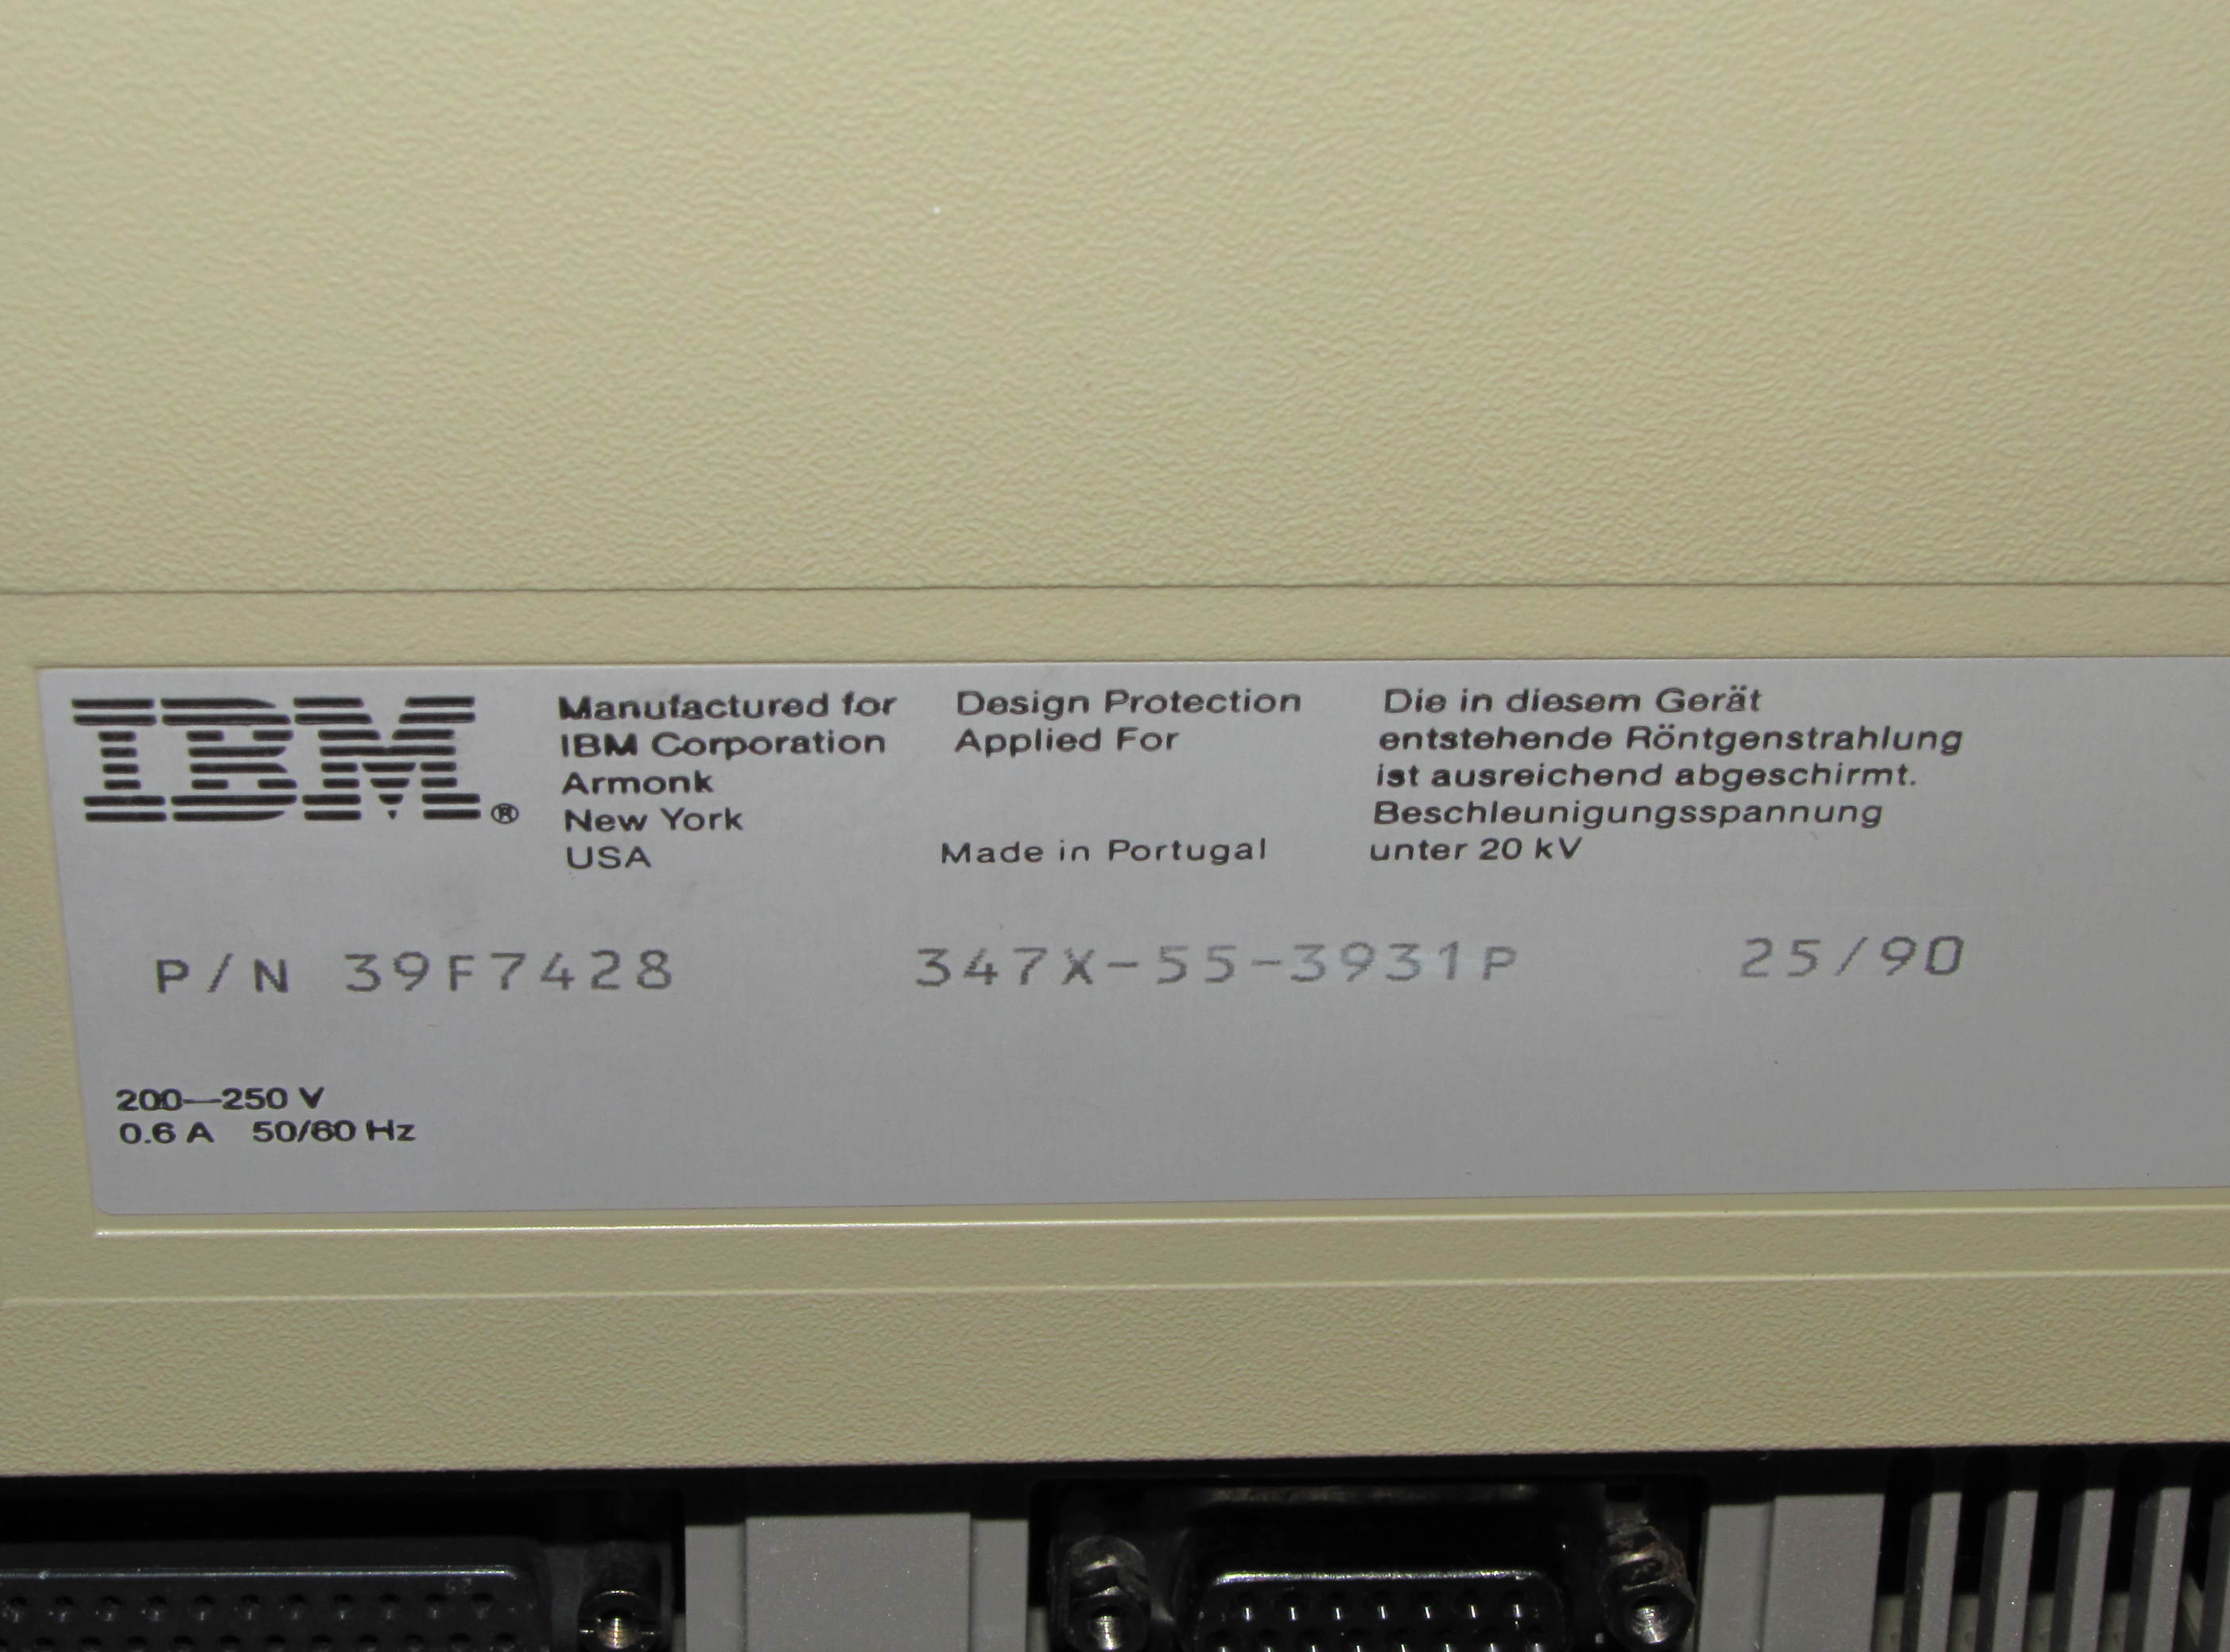 IBM®
Manufactured for
IBM Corporation
Armonk
New York
USA
Design Protection
Applied For
Made in Portugal
Die in diesem Gerät
entstehende Röntgenstrahlung
ist ausreichend abgeschirmt.
Beschleunigungsspannung
unter 20 kV
P/N 39F7428
347X-55-3931P
25/90
200—250 V
0.6 A 50/60 Hz